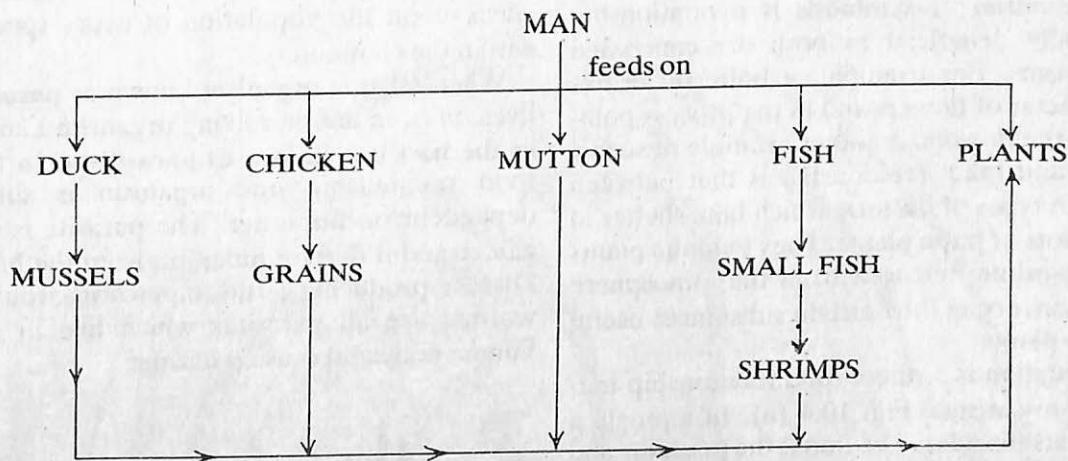 MAN
feeds on
DUCK CHICKEN MUTTON FISH PLANTS
MUSSELS GRAINS SMALL FISH
SHRIMPS